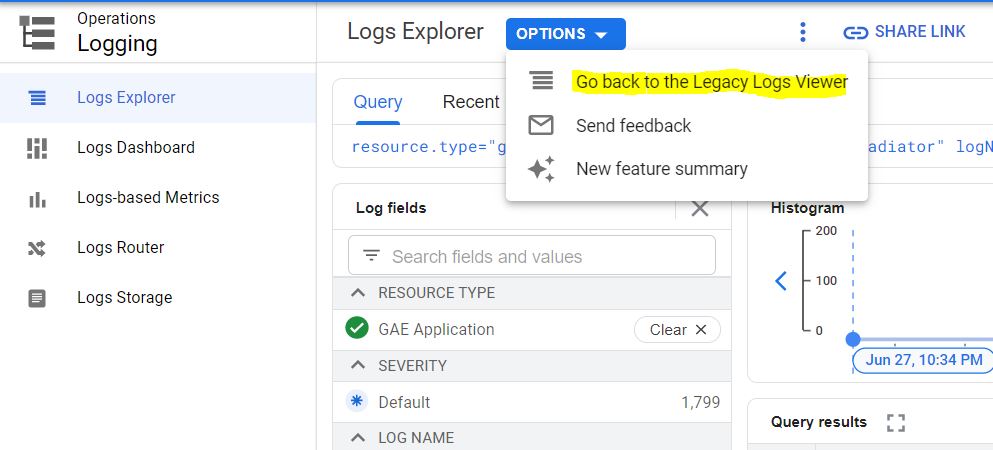 Operations
Logging
Logs Explorer
Logs Dashboard
Logs-based Metrics
Logs Router
Logs Storage
Logs Explorer
OPTIONS
SHARE LINK
Go back to the Legacy Logs Viewer
Send feedback
New feature summary
Query
Recent
resource.type="g
adiator" logN
Log fields
Search fields and values
RESOURCE TYPE
GAE Application
Clear
SEVERITY
Default
1,799
LOG NAME
Histogram
200
100
0
Jun 27, 10:34 PM
Query results